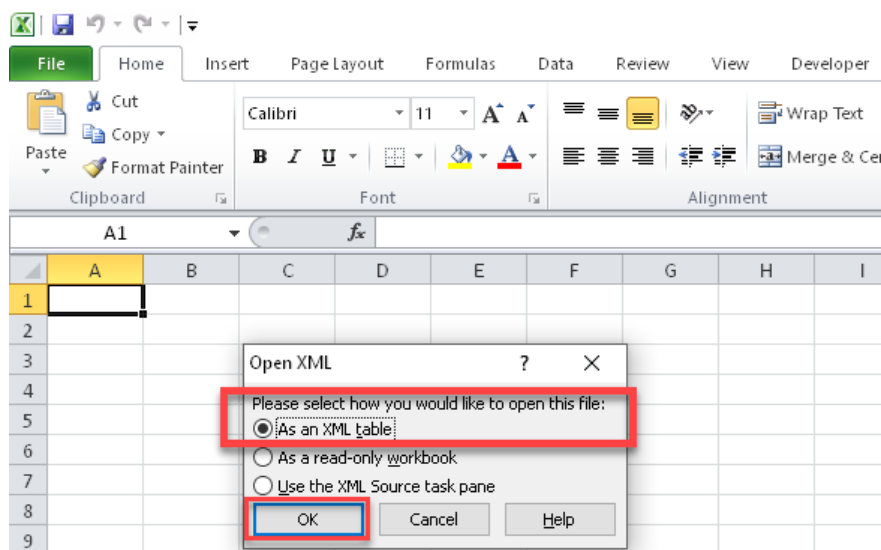 File Home Insert Page Layout Formulas Data Review View Developer
Cut
Copy
Paste
Format Painter
Clipboard
Calibri 11 A A
B I U A
Font
Wrap Text
Merge & Cen
Alignment
A1 fx
A B C D E F G H I
1
2
3
4
5
6
7
8
9
Open XML ? X
Please select how you would like to open this file:
As an XML table
As a read-only workbook
Use the XML Source task pane
OK Cancel Help